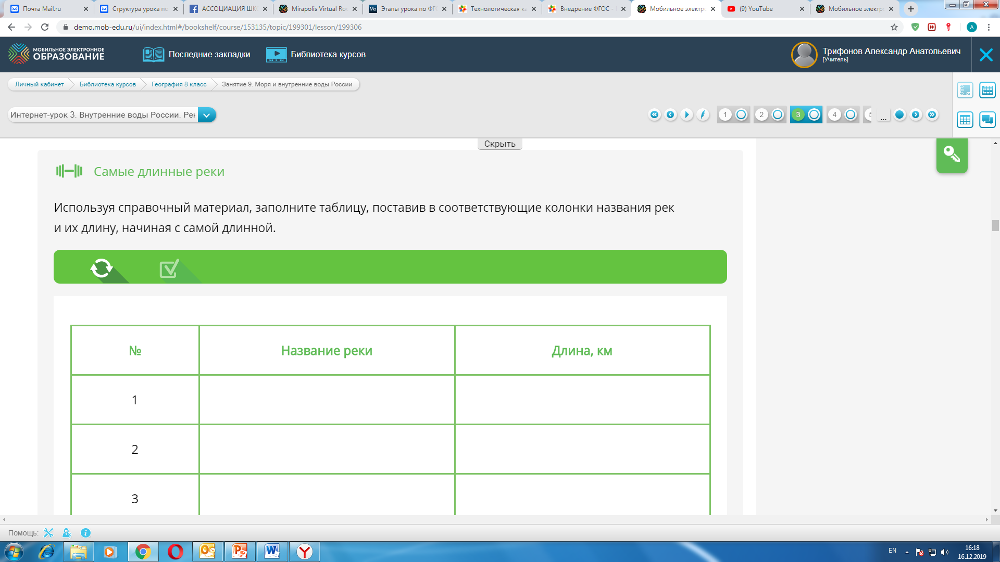 Почта Mail.ru
Структура урока по
АССОЦИАЦИЯ ШК
Mirapolis Virtual Ro
Mo Этапы урока по ФГО
Технологическая ка
Внедрение ФГОС -
Мобильное электр
(9) YouTube
Мобильное электр
demo.mob-edu.ru/ui/index.html#/bookshelf/course/153135/topic/199301/lesson/199306
A
МОБИЛЬНОЕ ЭЛЕКТРОННОЕ
ОБРАЗОВАНИЕ
Последние закладки
Библиотека курсов
Трифонов Александр Анатольевич
[Учитель]
Личный кабинет
Библиотека курсов
География 8 класс
Занятие 9. Моря и внутренние воды России
Интернет-урок 3. Внутренние воды России. Рек
1 2 3 4 5 ...
Скрыть
Самые длинные реки
Используя справочный материал, заполните таблицу, поставив в соответствующие колонки названия рек
и их длину, начиная с самой длинной.
№ Название реки Длина, км
1
2
3
Помощь:
EN
16:18
16.12.2019